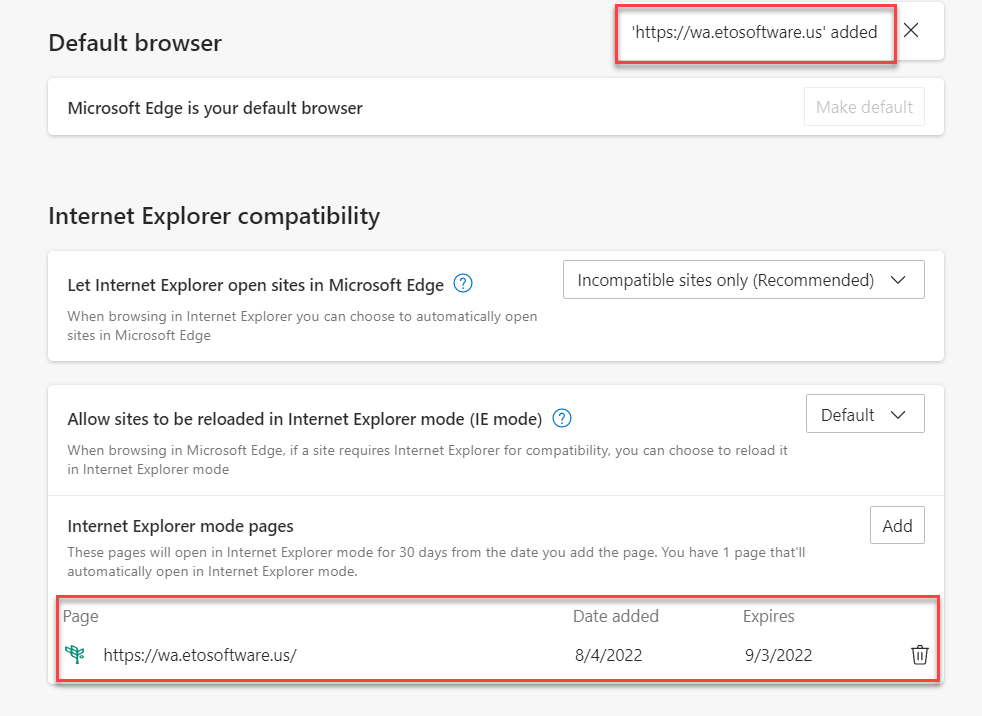 'https://wa.etosoftware.us' added
Default browser
Microsoft Edge is your default browser
Make default
Internet Explorer compatibility
Let Internet Explorer open sites in Microsoft Edge ?
Incompatible sites only (Recommended)
When browsing in Internet Explorer you can choose to automatically open
sites in Microsoft Edge
Allow sites to be reloaded in Internet Explorer mode (IE mode) ?
Default
When browsing in Microsoft Edge, if a site requires Internet Explorer for compatibility, you can choose to reload it
in Internet Explorer mode
Internet Explorer mode pages
Add
These pages will open in Internet Explorer mode for 30 days from the date you add the page. You have 1 page that'll
automatically open in Internet Explorer mode.
Page Date added Expires
https://wa.etosoftware.us/ 8/4/2022 9/3/2022